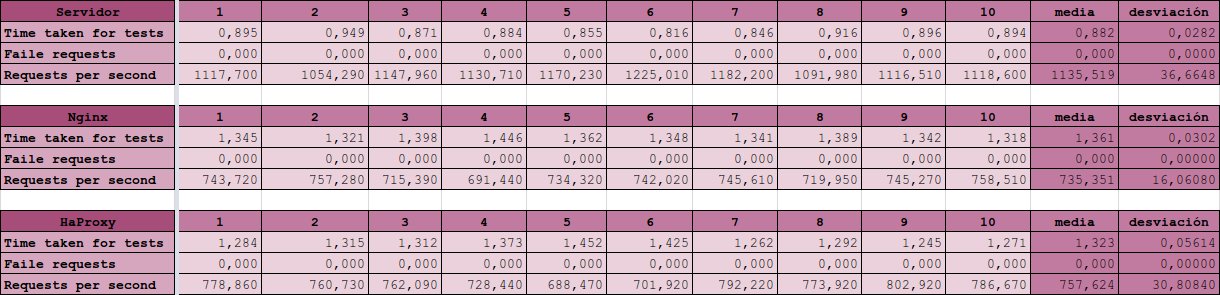 Servidor 1 2 3 4 5 6 7 8 9 10 media desviación
Time taken for tests 0,895 0,949 0,871 0,884 0,855 0,816 0,846 0,916 0,896 0,894 0,882 0,0282
Faile requests 0,000 0,000 0,000 0,000 0,000 0,000 0,000 0,000 0,000 0,000 0,000 0,0000
Requests per second 1117,700 1054,290 1147,960 1130,710 1170,230 1225,010 1182,200 1091,980 1116,510 1118,600 1135,519 36,6648
Nginx 1 2 3 4 5 6 7 8 9 10 media desviación
Time taken for tests 1,345 1,321 1,398 1,446 1,362 1,348 1,341 1,389 1,342 1,318 1,361 0,0302
Faile requests 0,000 0,000 0,000 0,000 0,000 0,000 0,000 0,000 0,000 0,000 0,000 0,00000
Requests per second 743,720 757,280 715,390 691,440 734,320 742,020 745,610 719,950 745,270 758,510 735,351 16,06080
HaProxy 1 2 3 4 5 6 7 8 9 10 media desviación
Time taken for tests 1,284 1,315 1,312 1,373 1,452 1,425 1,262 1,292 1,245 1,271 1,323 0,05614
Faile requests 0,000 0,000 0,000 0,000 0,000 0,000 0,000 0,000 0,000 0,000 0,000 0,00000
Requests per second 778,860 760,730 762,090 728,440 688,470 701,920 792,220 773,920 802,920 786,670 757,624 30,80840